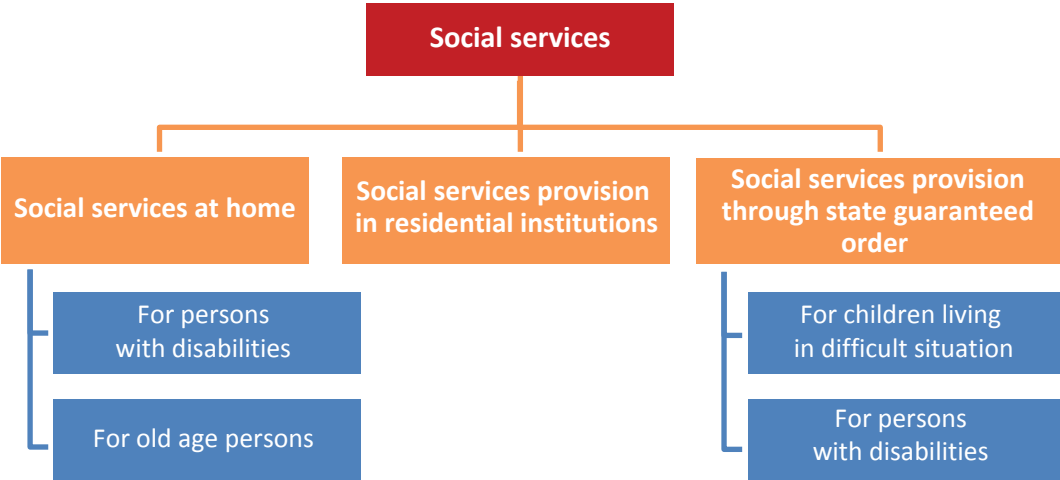 Social services
Social services at home
Social services provision
in residential institutions
Social services provision
through state guaranteed
order
For persons
with disabilities
For old age persons
For children living
in difficult situation
For persons
with disabilities